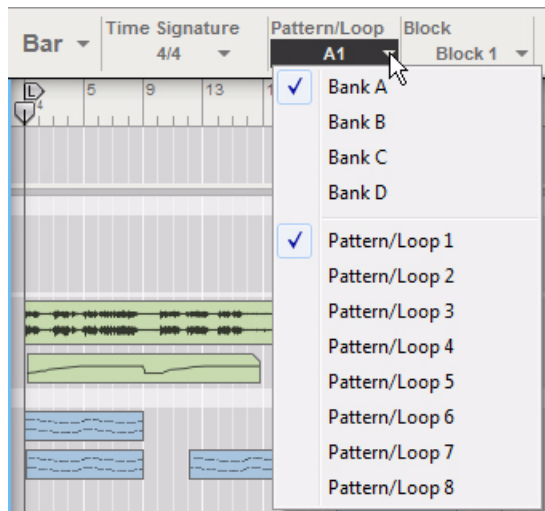 Bar
Time Signature
4/4
Pattern/Loop
A1
Block
Block 1
L
5
9
13
Bank A
Bank B
Bank C
Bank D
Pattern/Loop 1
Pattern/Loop 2
Pattern/Loop 3
Pattern/Loop 4
Pattern/Loop 5
Pattern/Loop 6
Pattern/Loop 7
Pattern/Loop 8